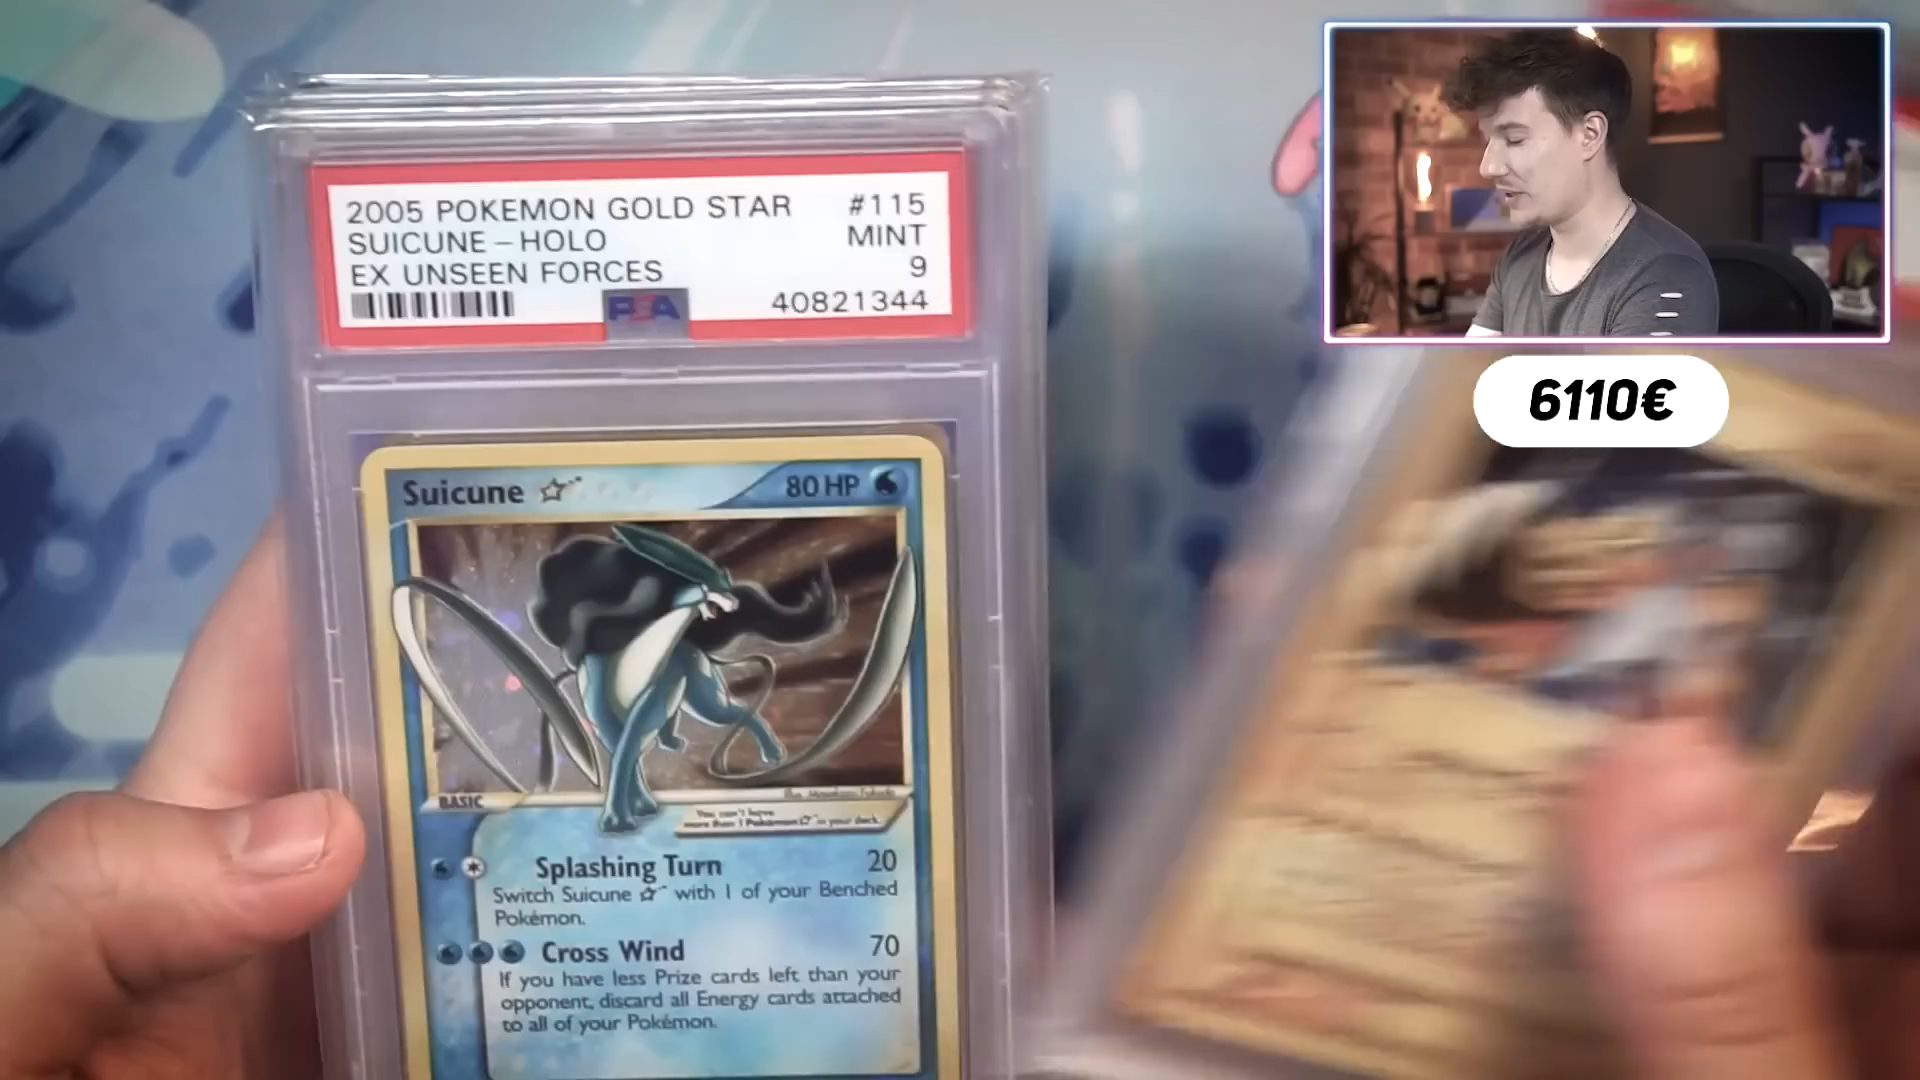 2005 POKEMON GOLD STAR #115
SUICUNE - HOLO MINT
EX UNSEEN FORCES 9
PSA 40821344
6110€
Suicune ☆ 80 HP
BASIC
You can't have
more than 1 Pokémon ☆ in your deck.
Splashing Turn 20
Switch Suicune ☆ with 1 of your Benched
Pokémon.
Cross Wind 70
If you have less Prize cards left than your
opponent, discard all Energy cards attached
to all of your Pokémon.